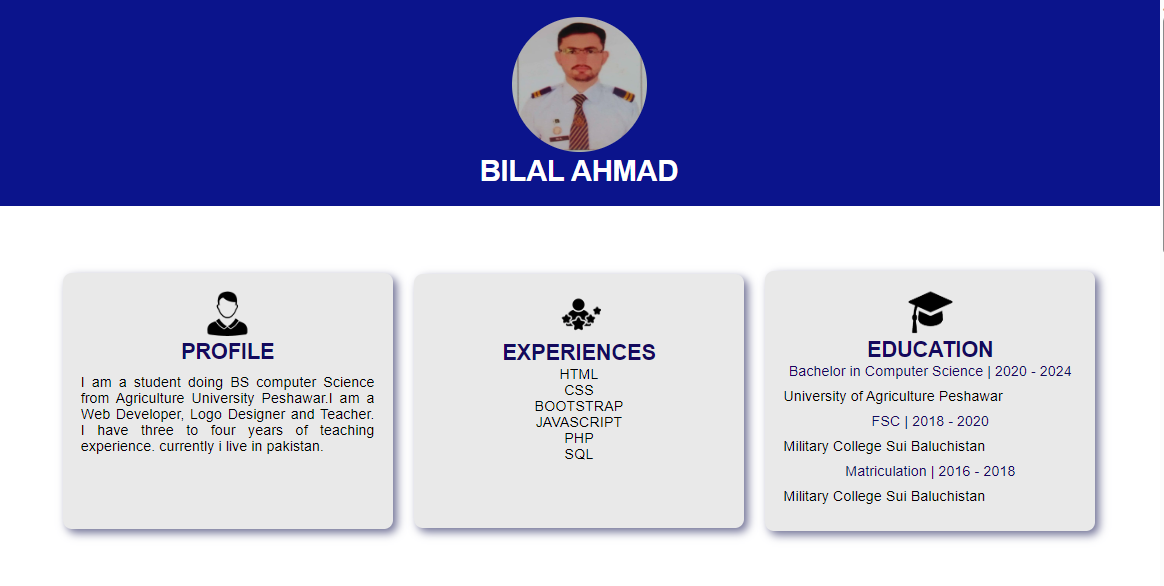 BILAL AHMAD
PROFILE
I am a student doing BS computer Science
from Agriculture University Peshawar.I am a
Web Developer, Logo Designer and Teacher.
I have three to four years of teaching
experience. currently i live in pakistan.
EXPERIENCES
HTML
CSS
BOOTSTRAP
JAVASCRIPT
PHP
SQL
EDUCATION
Bachelor in Computer Science | 2020 - 2024
University of Agriculture Peshawar
FSC | 2018 - 2020
Military College Sui Baluchistan
Matriculation | 2016 - 2018
Military College Sui Baluchistan